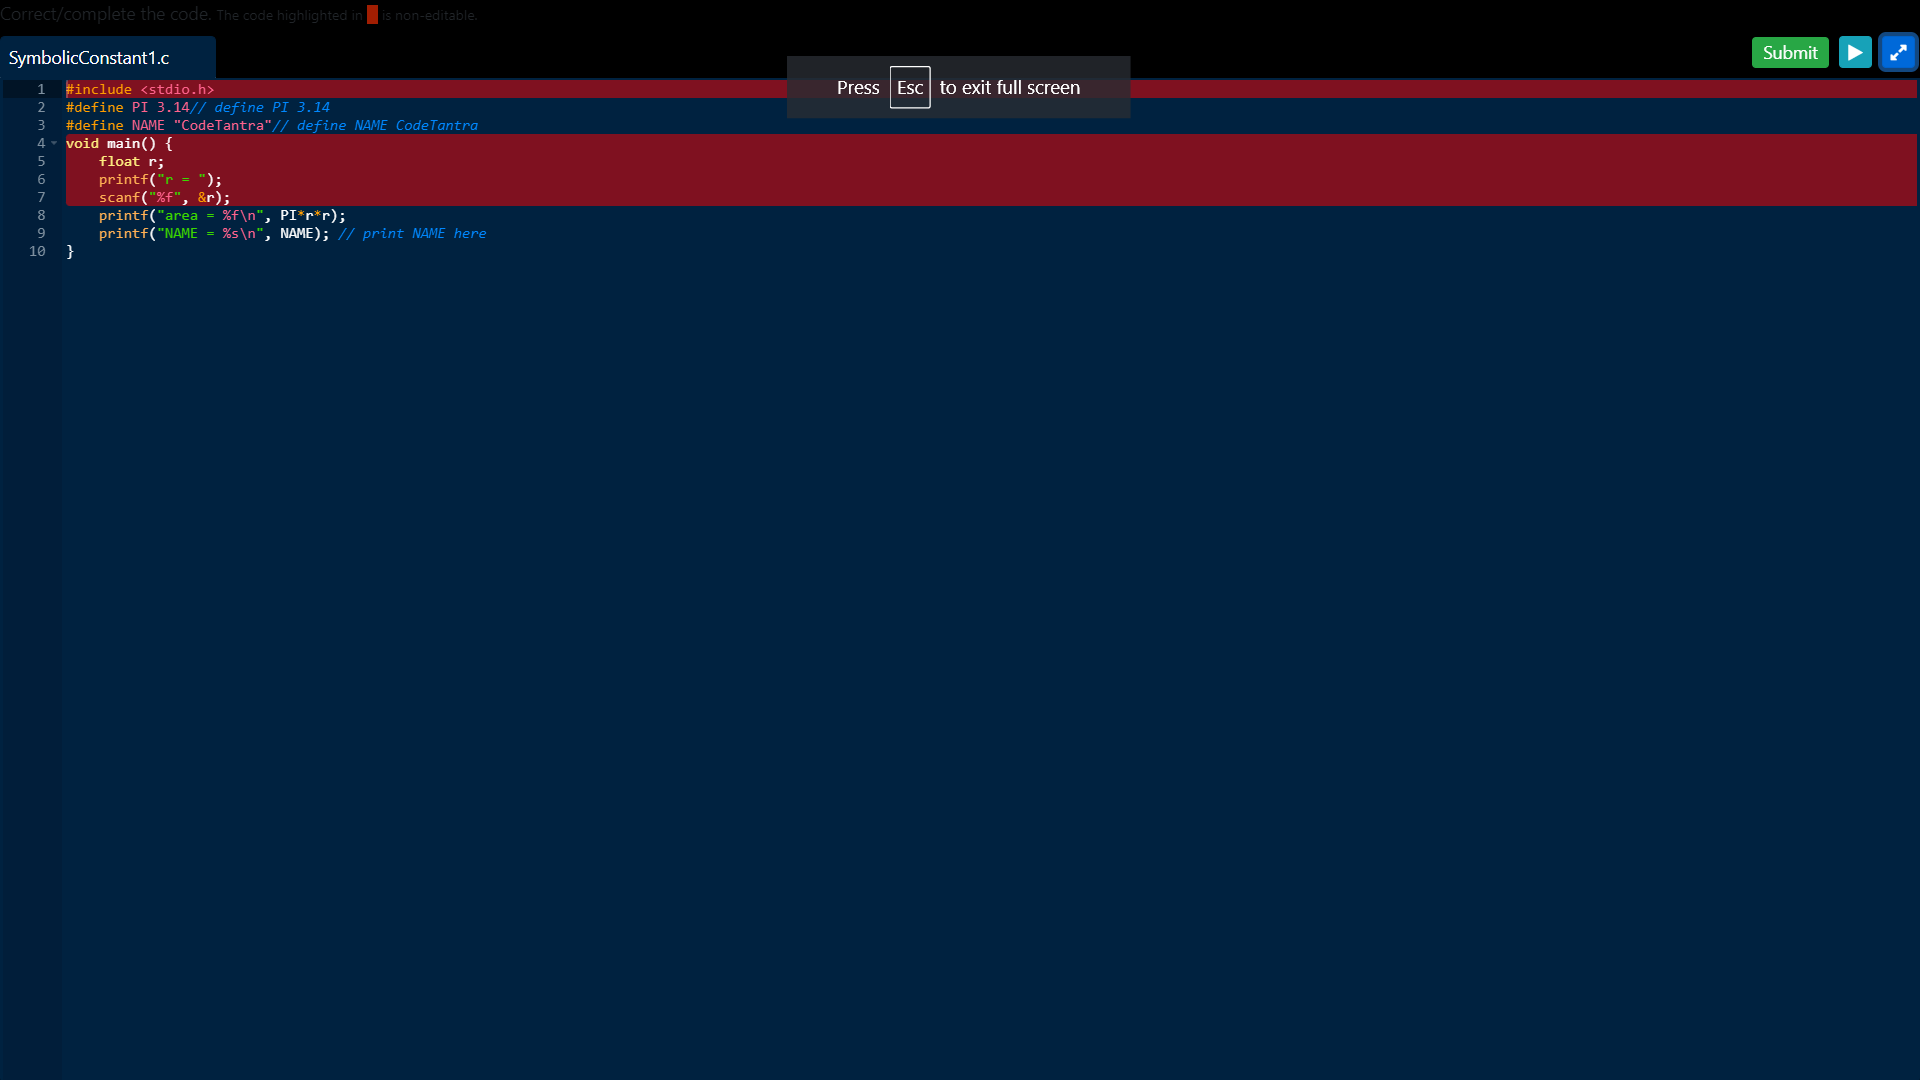 Correct/complete the code. The code highlighted in is non-editable.
SymbolicConstant1.c
Submit
Press Esc to exit full screen
1 #include <stdio.h>
2 #define PI 3.14// define PI 3.14
3 #define NAME "CodeTantra"// define NAME CodeTantra
4 void main() {
5     float r;
6     printf("r = ");
7     scanf("%f", &r);
8     printf("area = %f\n", PI*r*r);
9     printf("NAME = %s\n", NAME); // print NAME here
10 }